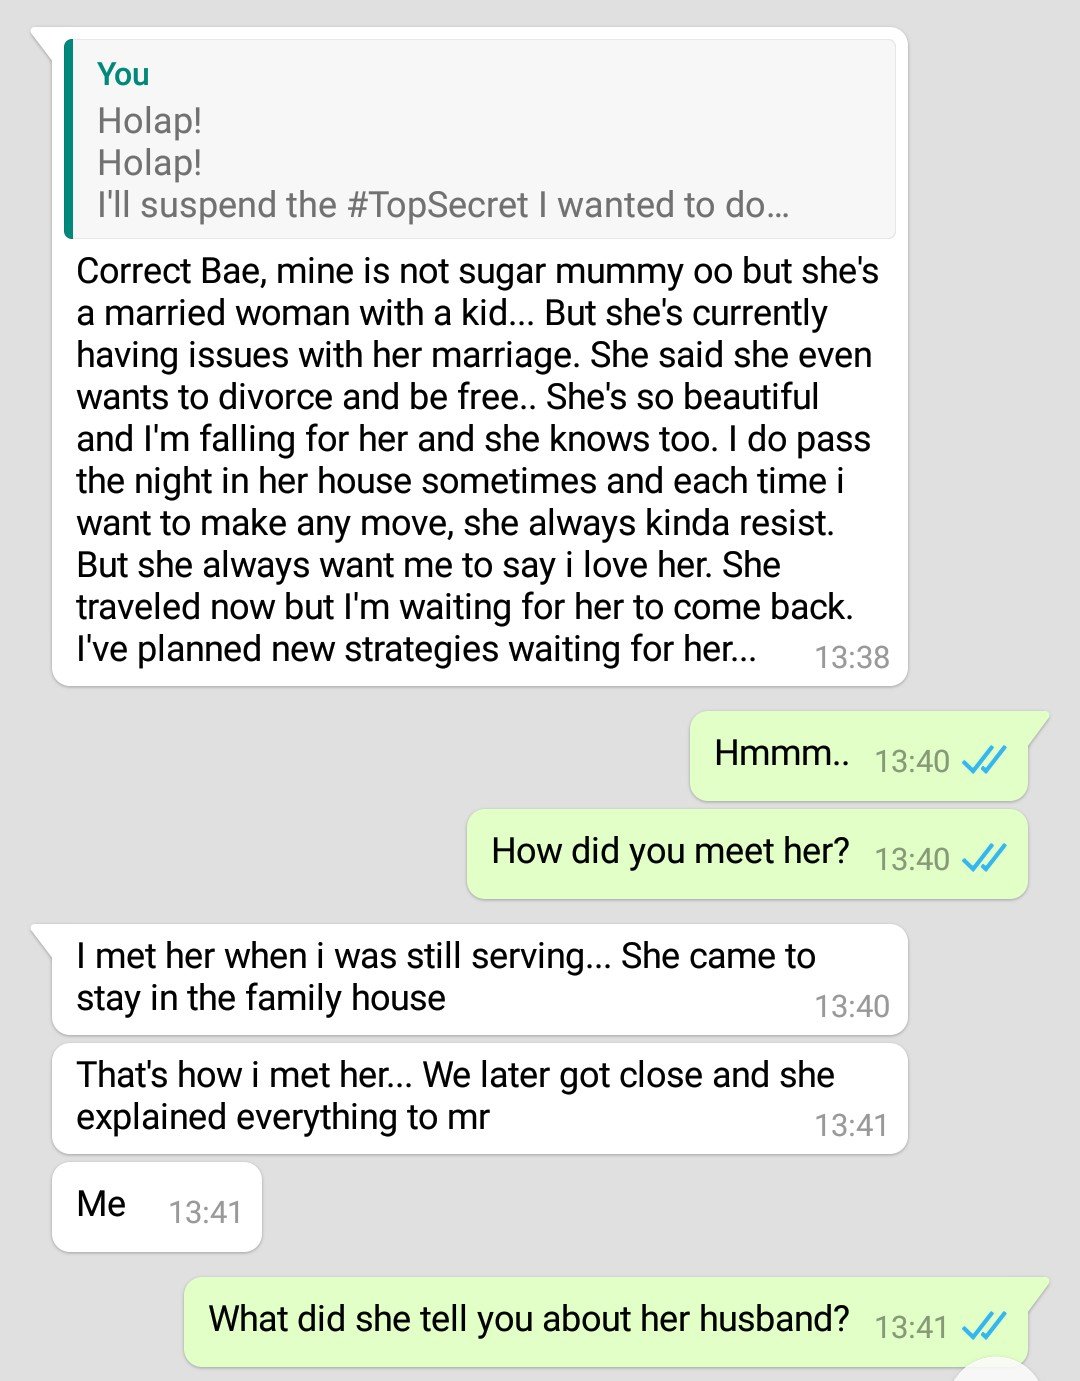 You
Holap!
Holap!
I'll suspend the #TopSecret I wanted to do...
Correct Bae, mine is not sugar mummy oo but she's
a married woman with a kid... But she's currently
having issues with her marriage. She said she even
wants to divorce and be free.. She's so beautiful
and I'm falling for her and she knows too. I do pass
the night in her house sometimes and each time i
want to make any move, she always kinda resist.
But she always want me to say i love her. She
traveled now but I'm waiting for her to come back.
I've planned new strategies waiting for her... 13:38
Hmmm.. 13:40
How did you meet her? 13:40
I met her when i was still serving... She came to
stay in the family house 13:40
That's how i met her... We later got close and she
explained everything to mr 13:41
Me 13:41
What did she tell you about her husband? 13:41